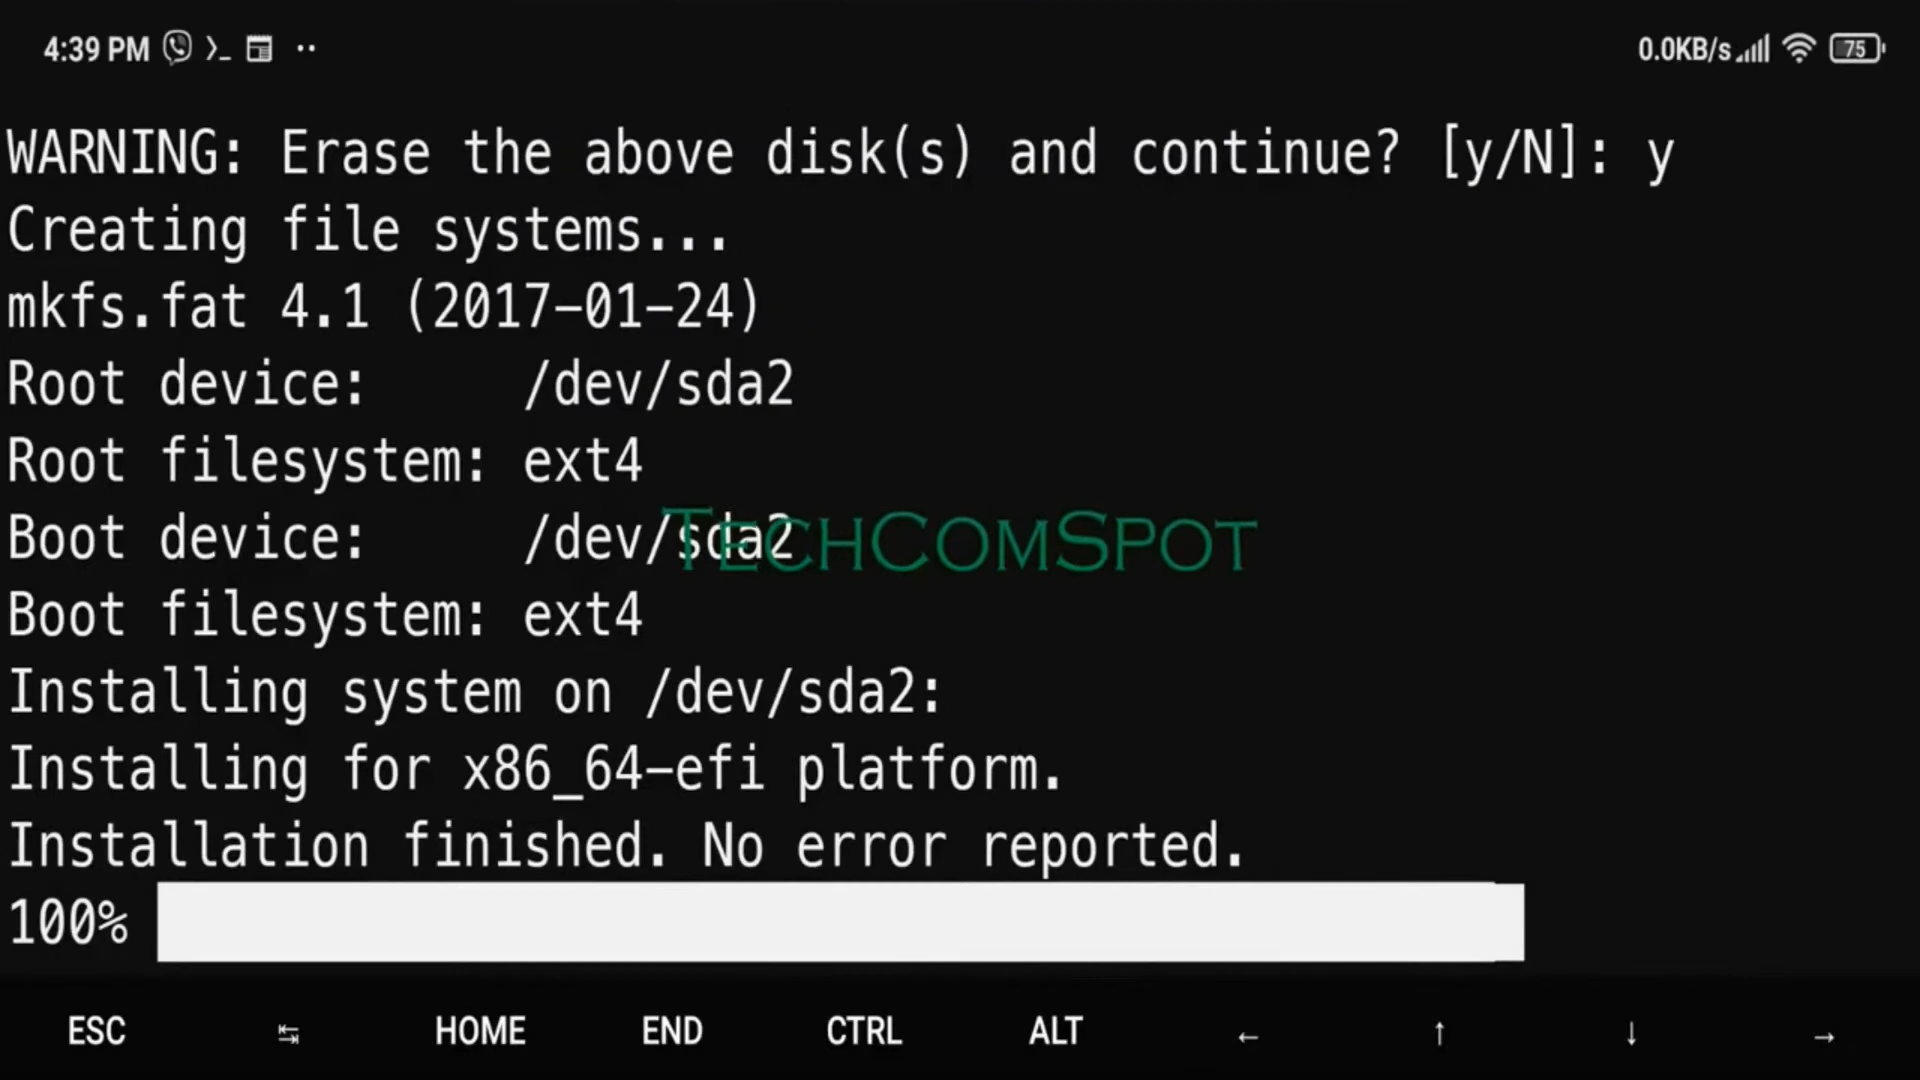 4:39 PM 0.0KB/s 75
WARNING: Erase the above disk(s) and continue? [y/N]: y
Creating file systems...
mkfs.fat 4.1 (2017-01-24)
Root device: /dev/sda2
Root filesystem: ext4
Boot device: /dev/sda2
TECHCOMSPOT
Boot filesystem: ext4
Installing system on /dev/sda2:
Installing for x86_64-efi platform.
Installation finished. No error reported.
100%
ESC ↹ HOME END CTRL ALT ← ↑ ↓ →